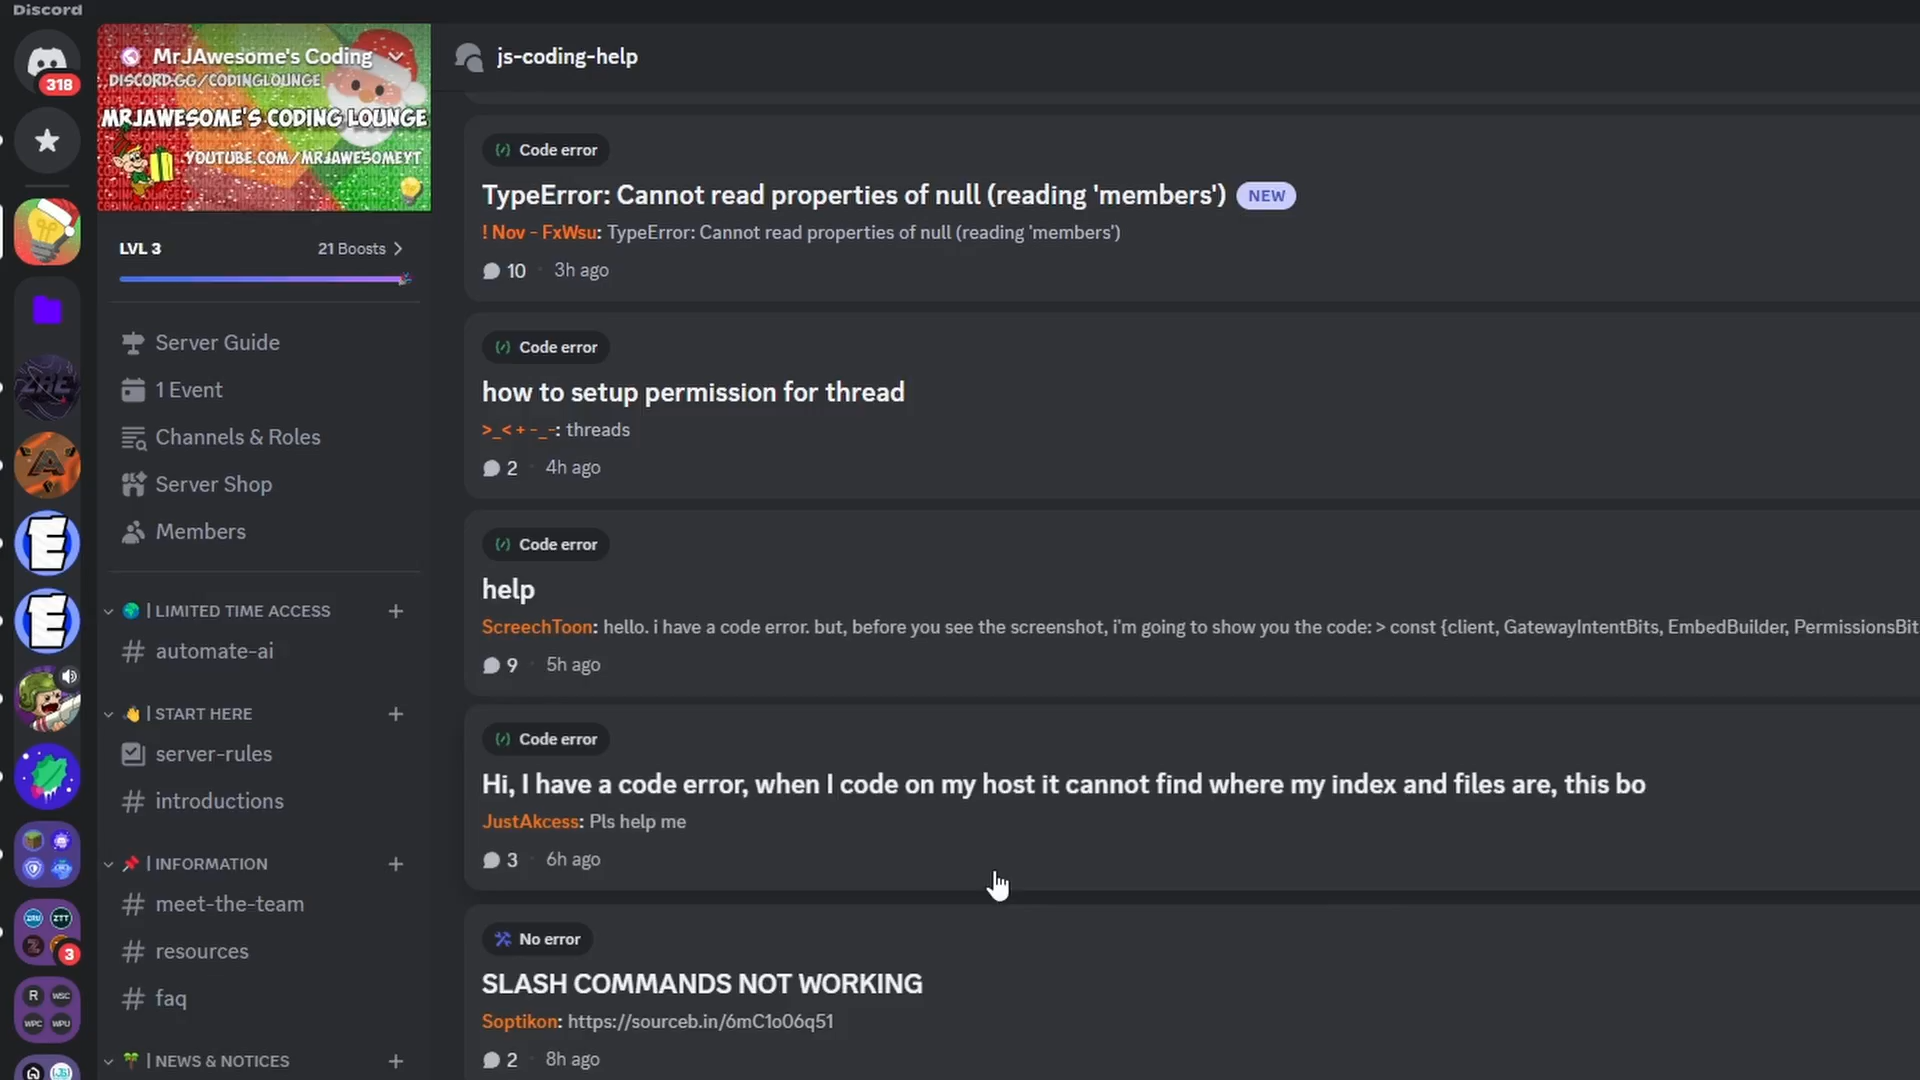 Discord
318
MrJAwesome's Coding
DISCORD.GG/CODINGLOUNGE
MRJAWESOME'S CODING LOUNGE
YOUTUBE.COM/MRJAWESOMEYT
LVL 3
21 Boosts
Server Guide
1 Event
Channels & Roles
Server Shop
Members
| LIMITED TIME ACCESS
# automate-ai
| START HERE
server-rules
# introductions
| INFORMATION
# meet-the-team
# resources
# faq
| NEWS & NOTICES
ZRE
A
E
E
ZRU ZTT
3
R WSC
WPC WPU
js-coding-help
Code error
TypeError: Cannot read properties of null (reading 'members') NEW
! Nov - FxWsu: TypeError: Cannot read properties of null (reading 'members')
10 · 3h ago
Code error
how to setup permission for thread
>_< + -_-: threads
2 · 4h ago
Code error
help
ScreechToon: hello. i have a code error. but, before you see the screenshot, i'm going to show you the code: > const {client, GatewayIntentBits, EmbedBuilder, PermissionsBit
9 · 5h ago
Code error
Hi, I have a code error, when I code on my host it cannot find where my index and files are, this bo
JustAkcess: Pls help me
3 · 6h ago
No error
SLASH COMMANDS NOT WORKING
Soptikon: https://sourceb.in/6mC1o06q51
2 · 8h ago